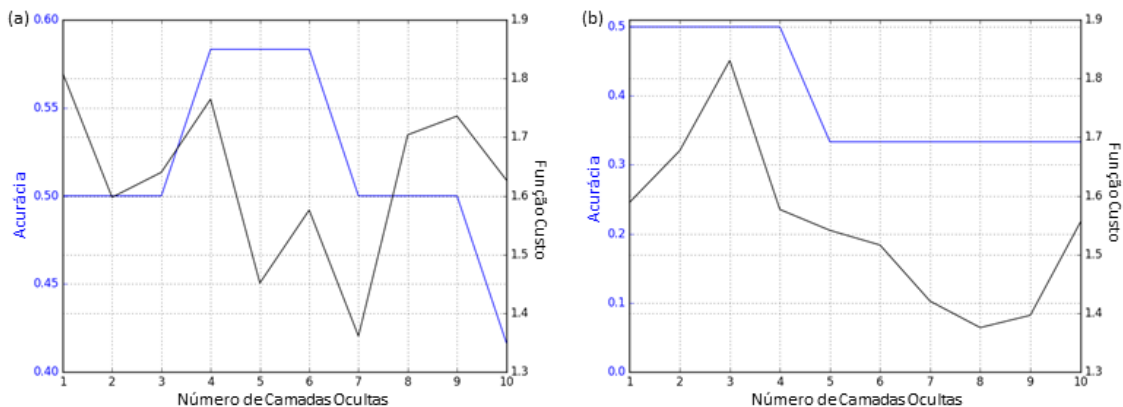 (a)
0.60
0.55
0.50
0.45
0.40
Acurácia
1.9
1.8
1.7
1.6
1.5
1.4
1.3
Função Custo
1 2 3 4 5 6 7 8 9 10
Número de Camadas Ocultas
(b)
0.5
0.4
0.3
0.2
0.1
0.0
Acurácia
1.9
1.8
1.7
1.6
1.5
1.4
1.3
Função Custo
1 2 3 4 5 6 7 8 9 10
Número de Camadas Ocultas